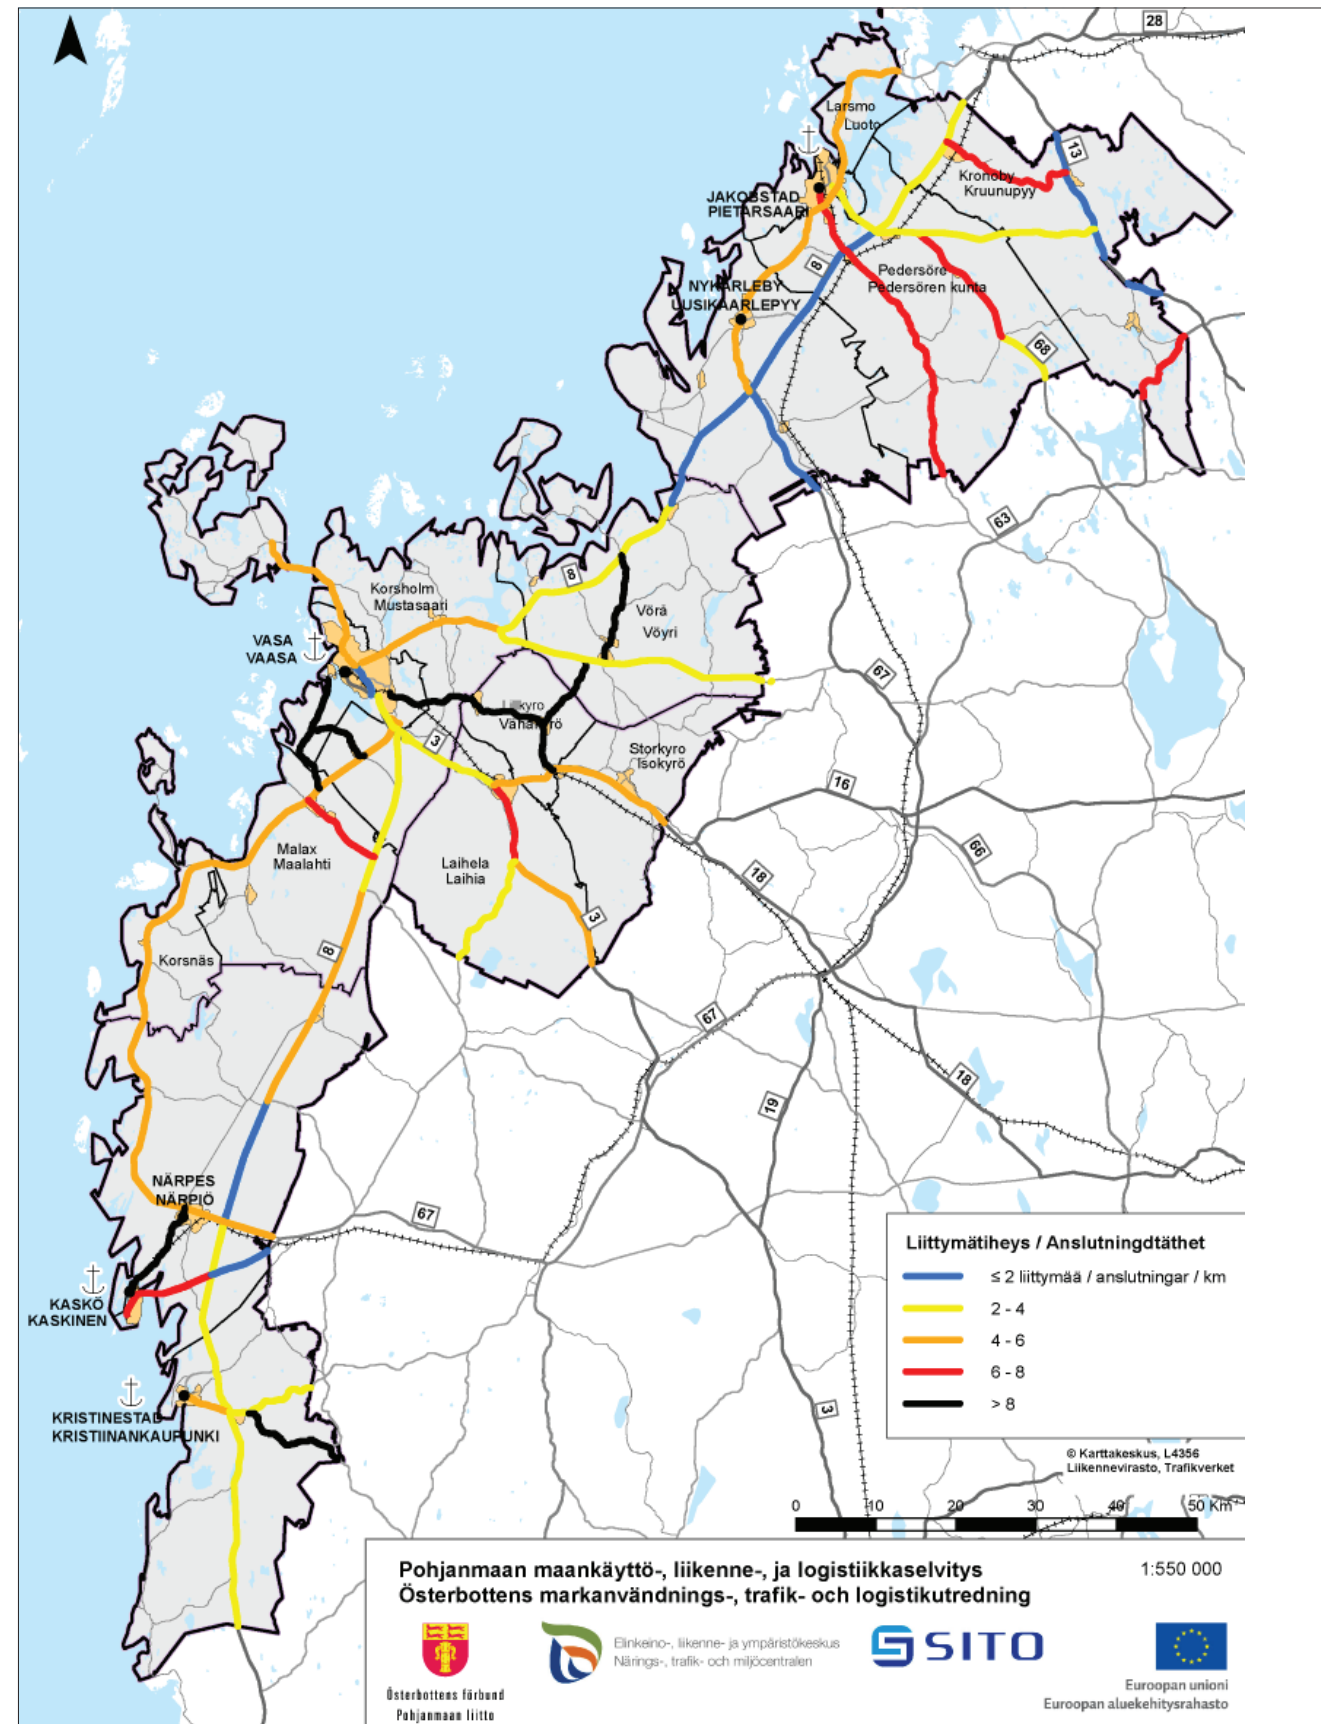 28
Larsmo
Luoto
13
Kronoby
Kruunupyy
JAKOBSTAD
PIETARSAARI
8
Pedersöre
Pedersören kunta
NYKARLEBY
UUSIKAARLEPYY
68
63
8
Korsholm
Mustasaari
Vörå
Vöyri
VASA
VAASA
67
Vähäkyrö
3
Storkyro
Isokyrö
16
Malax
Maalahti
Laihela
Laihia
66
18
3
8
Korsnäs
67
18
19
NÄRPES
NÄRPIÖ
67
KASKÖ
KASKINEN
KRISTINESTAD
KRISTIINANKAUPUNKI
3
Liittymätiheys / Anslutningdtäthet
≤ 2 liittymää / anslutningar / km
2 - 4
4 - 6
6 - 8
> 8
© Karttakeskus, L4356
Liikennevirasto, Trafikverket
0 10 20 30 40 50 Km
Pohjanmaan maankäyttö-, liikenne-, ja logistiikkaselvitys
Österbottens markanvändnings-, trafik- och logistikutredning
1:550 000
Elinkeino-, liikenne- ja ympäristökeskus
Närings-, trafik- och miljöcentralen
SITO
Österbottens förbund
Pohjanmaan liitto
Euroopan unioni
Euroopan aluekehitysrahasto